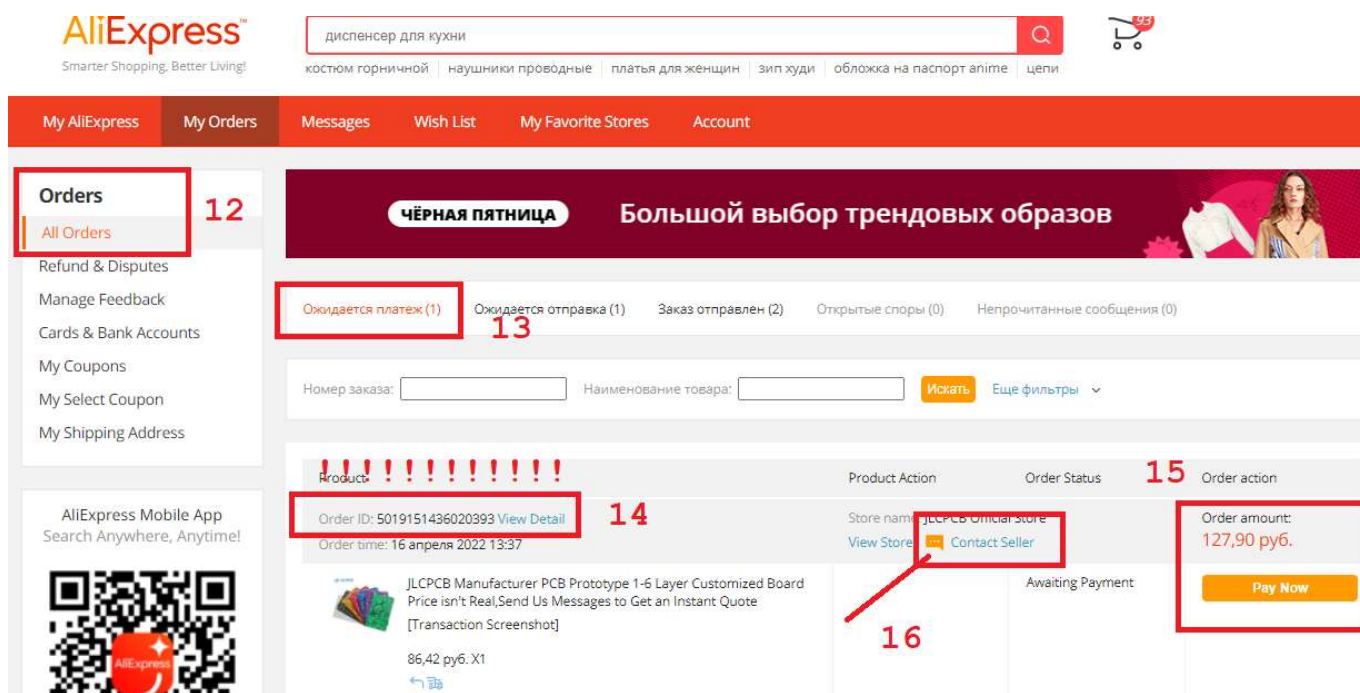 AliExpress™
93
диспенсер для кухни
Smarter Shopping, Better Living!
костюм горничной наушники проводные платья для женщин зип худи обложка на паспорт anime цепи
My AliExpress My Orders Messages Wish List My Favorite Stores Account
Orders
12
All Orders
Refund & Disputes
Manage Feedback
Cards & Bank Accounts
My Coupons
My Select Coupon
My Shipping Address
ЧЁРНАЯ ПЯТНИЦА Большой выбор трендовых образов
Ожидается платеж (1) Ожидается отправка (1) Заказ отправлен (2) Открытые споры (0) Непрочитанные сообщения (0)
13
Номер заказа: Наименование товара: Искать Еще фильтры
!!!!!!!!!!!!
Product Product Action Order Status 15 Order action
Order ID: 5019151436020393 View Detail 14 Store name: JLCPCB Official Store Order amount:
Order time: 16 апреля 2022 13:37 View Store Contact Seller 127,90 руб.
JLCPCB Manufacturer PCB Prototype 1-6 Layer Customized Board Awaiting Payment Pay Now
Price isn't Real,Send Us Messages to Get an Instant Quote
[Transaction Screenshot]
16
86,42 руб. X1
AliExpress Mobile App
Search Anywhere, Anytime!
AliExpress